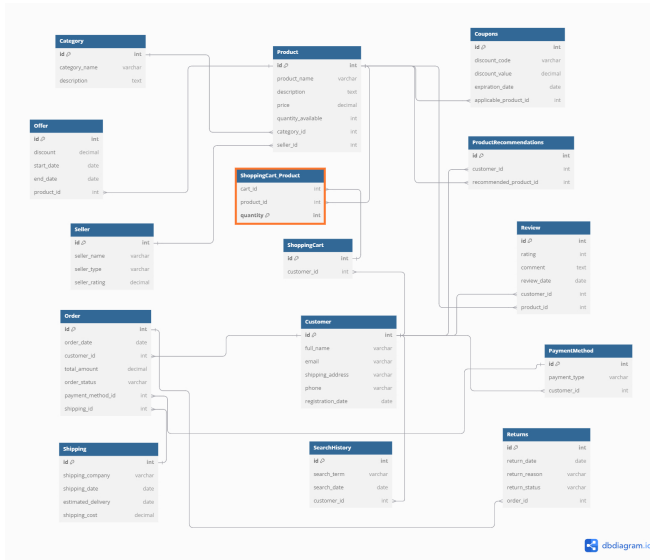 Category
id int
category_name varchar
description text
Product
id int
product_name varchar
description text
price decimal
quantity_available int
category_id int
seller_id int
Coupons
id int
discount_code varchar
discount_value decimal
expiration_date date
applicable_product_id int
Offer
id int
discount decimal
start_date date
end_date date
product_id int
ProductRecommendations
id int
customer_id int
recommended_product_id int
ShoppingCart_Product
cart_id int
product_id int
quantity int
Seller
id int
seller_name varchar
seller_type varchar
seller_rating decimal
ShoppingCart
id int
customer_id int
Review
id int
rating int
comment text
review_date date
customer_id int
product_id int
Order
id int
order_date date
customer_id int
total_amount decimal
order_status varchar
payment_method_id int
shipping_id int
Customer
id int
full_name varchar
email varchar
shipping_address varchar
phone varchar
registration_date date
PaymentMethod
id int
payment_type varchar
customer_id int
Shipping
id int
shipping_company varchar
shipping_date date
estimated_delivery date
shipping_cost decimal
SearchHistory
id int
search_term varchar
search_date date
customer_id int
Returns
id int
return_date date
return_reason varchar
return_status varchar
order_id int
dbdiagram.io